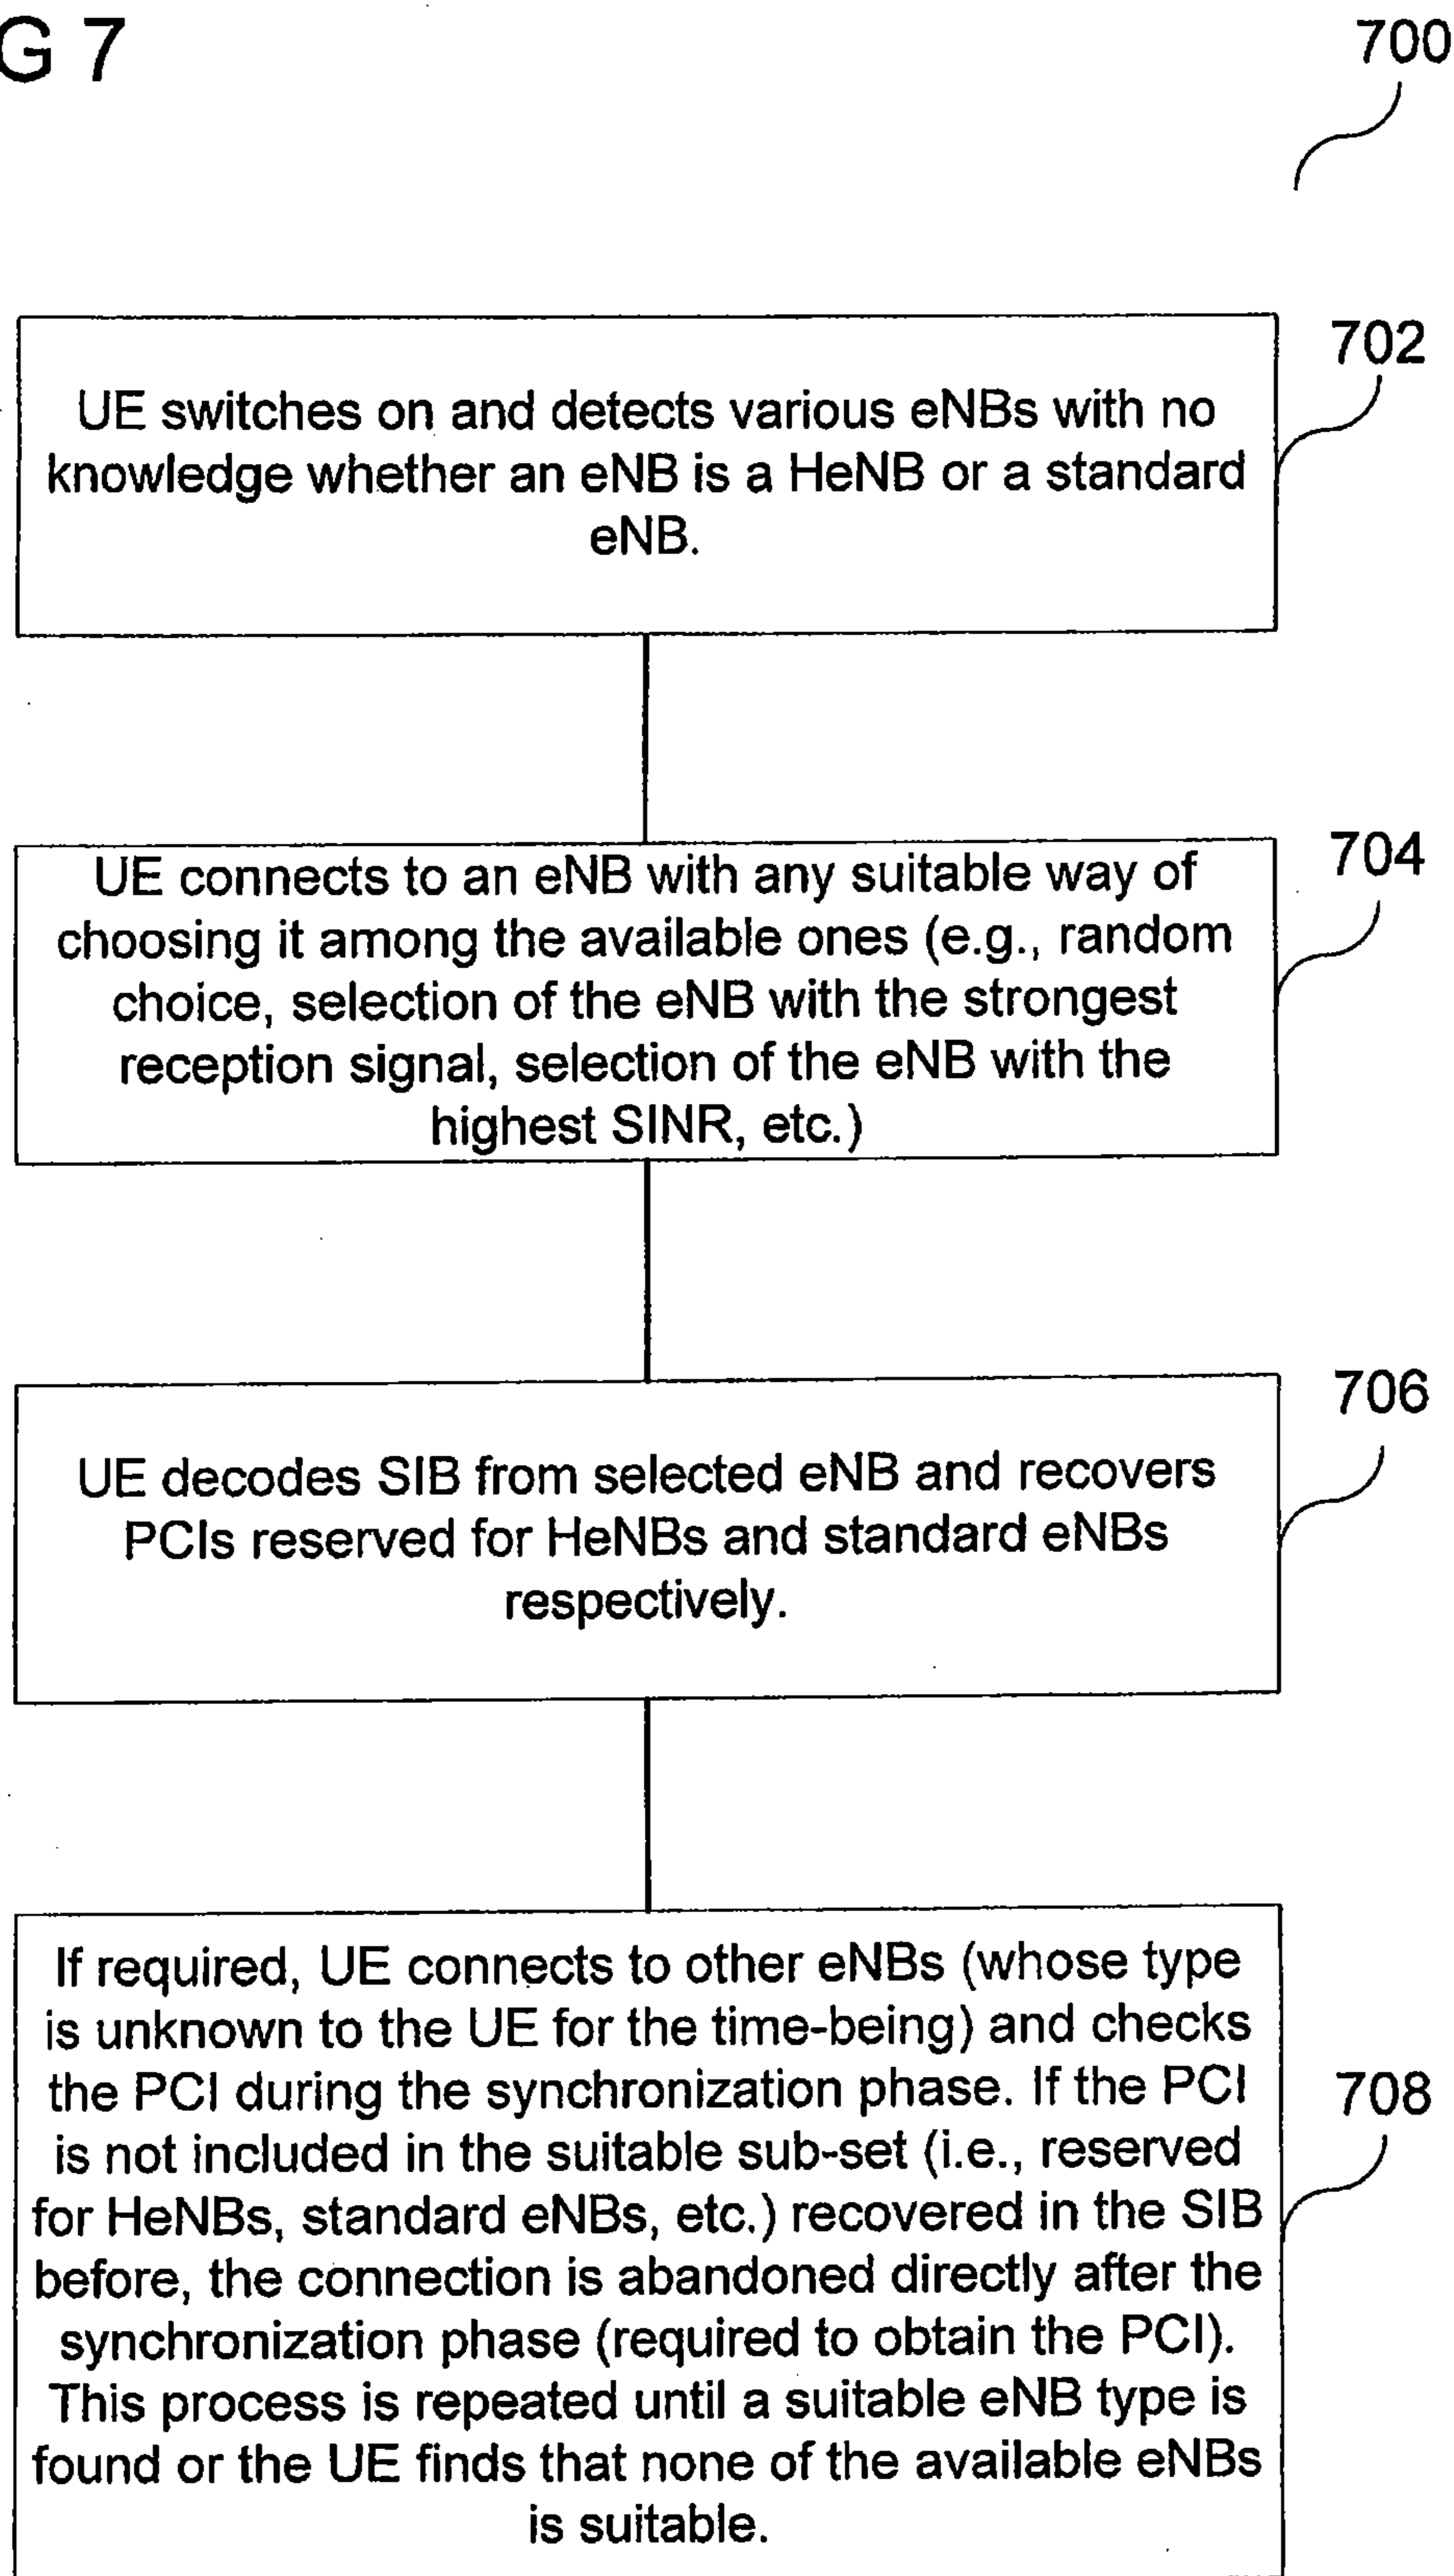 G 7
700
702
UE switches on and detects various eNBs with no
knowledge whether an eNB is a HeNB or a standard
eNB.
704
UE connects to an eNB with any suitable way of
choosing it among the available ones (e.g., random
choice, selection of the eNB with the strongest
reception signal, selection of the eNB with the
highest SINR, etc.)
706
UE decodes SIB from selected eNB and recovers
PCIs reserved for HeNBs and standard eNBs
respectively.
708
If required, UE connects to other eNBs (whose type
is unknown to the UE for the time-being) and checks
the PCI during the synchronization phase. If the PCI
is not included in the suitable sub-set (i.e., reserved
for HeNBs, standard eNBs, etc.) recovered in the SIB
before, the connection is abandoned directly after the
synchronization phase (required to obtain the PCI).
This process is repeated until a suitable eNB type is
found or the UE finds that none of the available eNBs
is suitable.